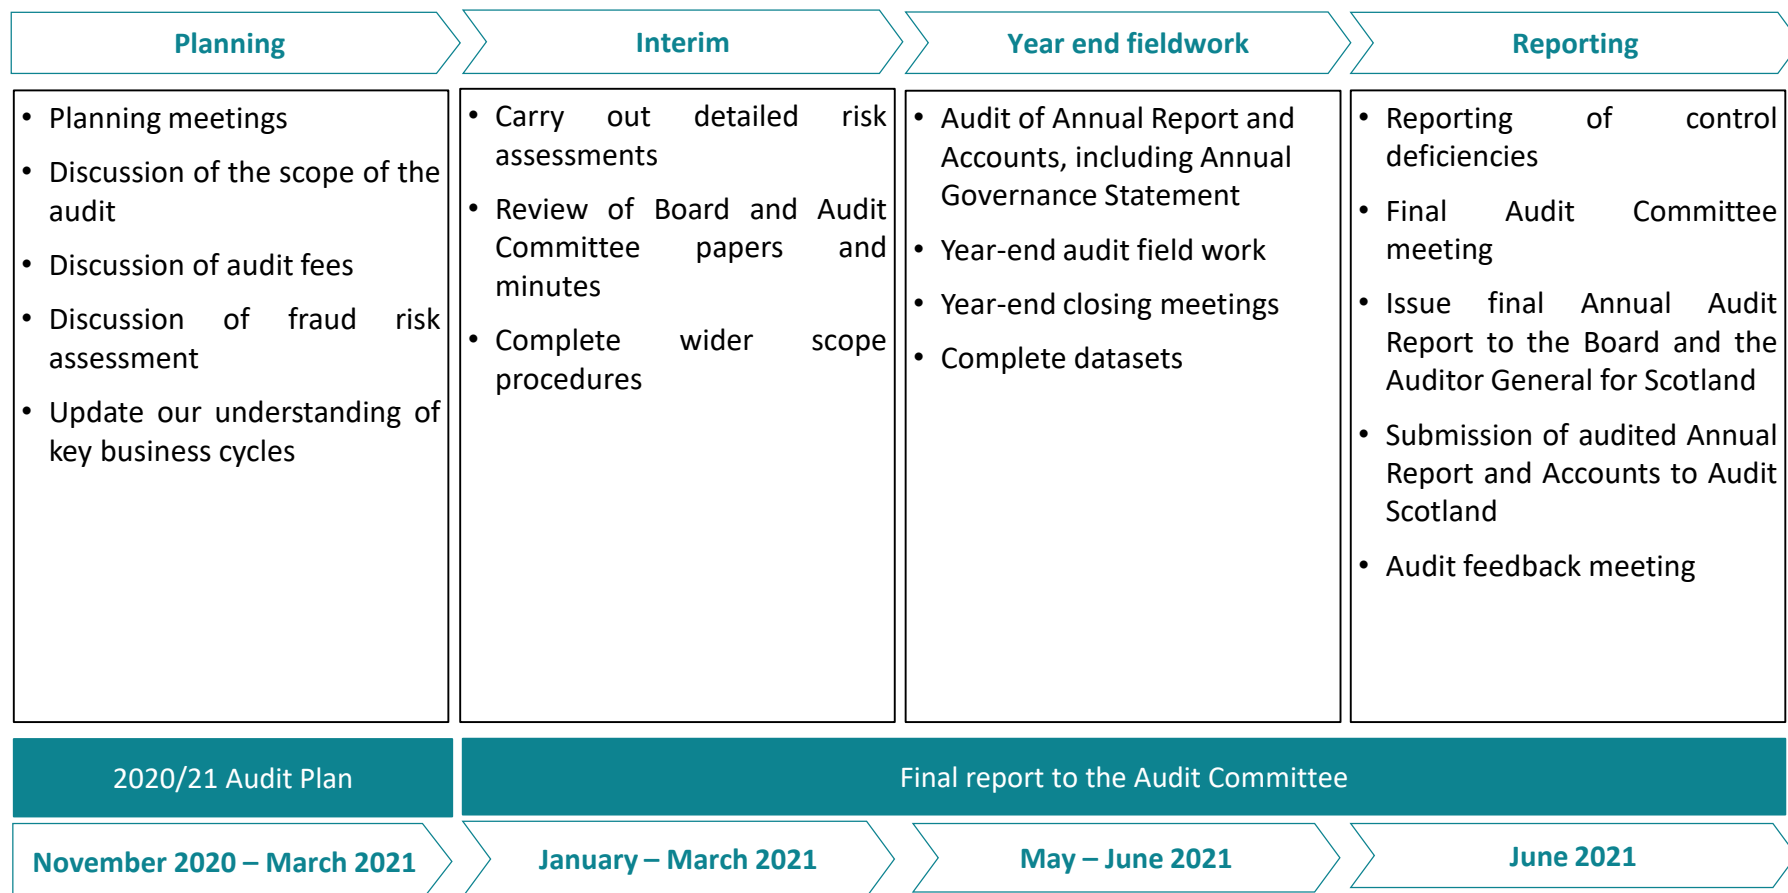 Planning
Interim
Year end fieldwork
Reporting
• Planning meetings
• Discussion of the scope of the
audit
• Discussion of audit fees
• Discussion of fraud risk
assessment
• Update our understanding of
key business cycles
• Carry out detailed risk
assessments
• Review of Board and Audit
Committee papers and
minutes
• Complete wider scope
procedures
• Audit of Annual Report and
Accounts, including Annual
Governance Statement
• Year-end audit field work
• Year-end closing meetings
• Complete datasets
• Reporting of control
deficiencies
• Final Audit Committee
meeting
• Issue final Annual Audit
Report to the Board and the
Auditor General for Scotland
• Submission of audited Annual
Report and Accounts to Audit
Scotland
• Audit feedback meeting
2020/21 Audit Plan
Final report to the Audit Committee
November 2020 – March 2021
January – March 2021
May – June 2021
June 2021